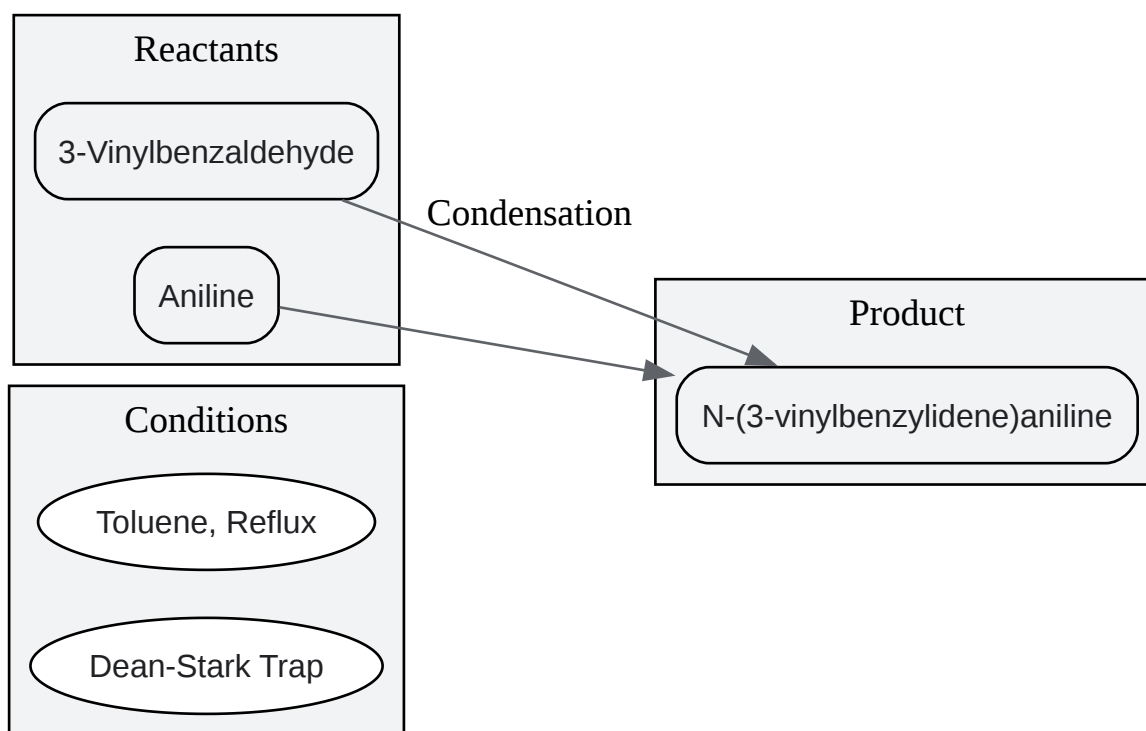 Reactants
3-Vinylbenzaldehyde
Aniline
Condensation
Product
N-(3-vinylbenzylidene)aniline
Conditions
Toluene, Reflux
Dean-Stark Trap